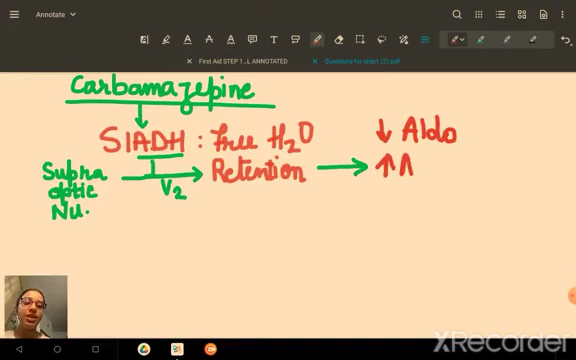 Annotate
First Aid STEP 1...L ANNOTATED
Questions for step1 (2).pdf
Carbamazepine
SIADH : Free H2O
↓ Aldo
Supra
optic
Nu.
V2
Retention
↑ Λ
XRecorder